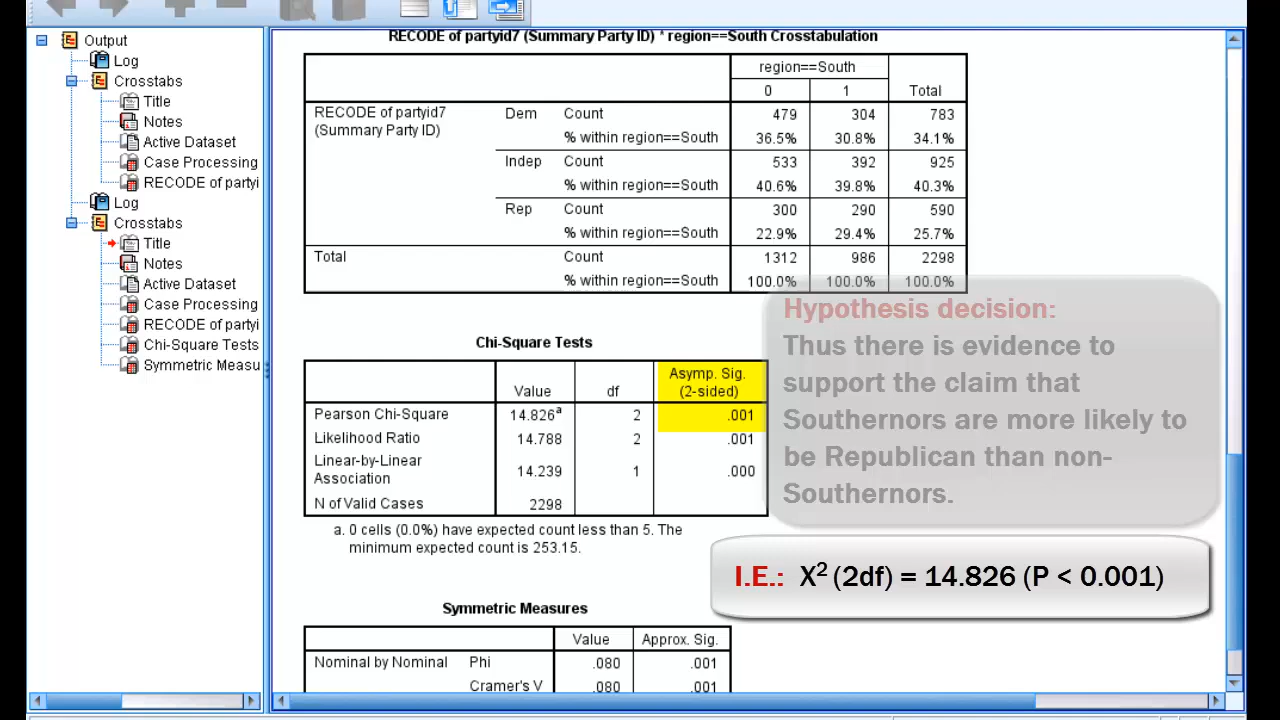 Output
Log
Crosstabs
Title
Notes
Active Dataset
Case Processing
RECODE of partyi
Log
Crosstabs
Title
Notes
Active Dataset
Case Processing
RECODE of partyi
Chi-Square Tests
Symmetric Measu
RECODE of partyid7 (Summary Party ID) * region==South Crosstabulation
region==South
0 1 Total
RECODE of partyid7 Dem Count 479 304 783
(Summary Party ID) % within region==South 36.5% 30.8% 34.1%
Indep Count 533 392 925
% within region==South 40.6% 39.8% 40.3%
Rep Count 300 290 590
% within region==South 22.9% 29.4% 25.7%
Total Count 1312 986 2298
% within region==South 100.0% 100.0% 100.0%
Chi-Square Tests
Asymp. Sig.
Value df (2-sided)
Pearson Chi-Square 14.826a 2 .001
Likelihood Ratio 14.788 2 .001
Linear-by-Linear
Association 14.239 1 .000
N of Valid Cases 2298
a. 0 cells (0.0%) have expected count less than 5. The
minimum expected count is 253.15.
Hypothesis decision:
Thus there is evidence to
support the claim that
Southernors are more likely to
be Republican than non-
Southernors.
I.E.: X2 (2df) = 14.826 (P < 0.001)
Symmetric Measures
Value Approx. Sig.
Nominal by Nominal Phi .080 .001
Cramer's V .080 .001